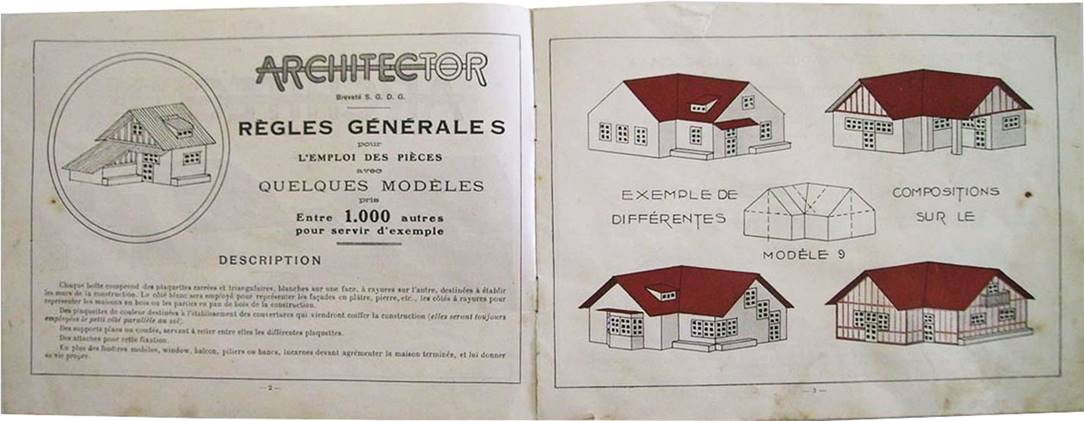 ARCHITECTOR
Breveté S. G. D. G.
RÈGLES GÉNÉRALES
pour
L'EMPLOI DES PIÈCES
avec
QUELQUES MODÈLES
pris
Entre 1.000 autres
pour servir d'exemple
DESCRIPTION
Chaque boîte comprend des plaquettes carrées et triangulaires, blanches sur une face, à rayures sur l'autre, destinées à établir
les murs de la construction. Le côté blanc sera employé pour représenter les façades en plâtre, pierre, etc., les côtés à rayures pour
représenter les maisons en bois ou les parties en pan de bois de la construction.
Des plaquettes de couleur destinées à l'établissement des couvertures qui viendront coiffer la construction (elles seront toujours
employées le petit côté parallèle au sol).
Des supports plans ou coudés, servant à relier entre elles les différentes plaquettes.
Des attaches pour cette fixation.
En plus des fenêtres mobiles, window, balcon, piliers ou bancs, lucarnes devant agrémenter la maison terminée, et lui donner
sa vie propre.
— 2 —
EXEMPLE DE COMPOSITIONS
DIFFÉRENTES SUR LE
MODÈLE 9
— 3 —